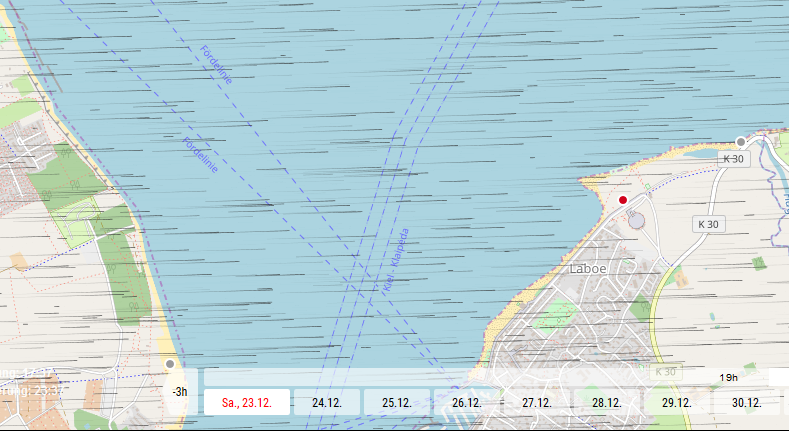 Fördelinie
Fördelinie
K 30
K 30
Kiel - Klaipėda
Laboe
K 30
19h
-3h
Sa., 23.12.
24.12.
25.12.
26.12.
27.12.
28.12.
29.12.
30.12.